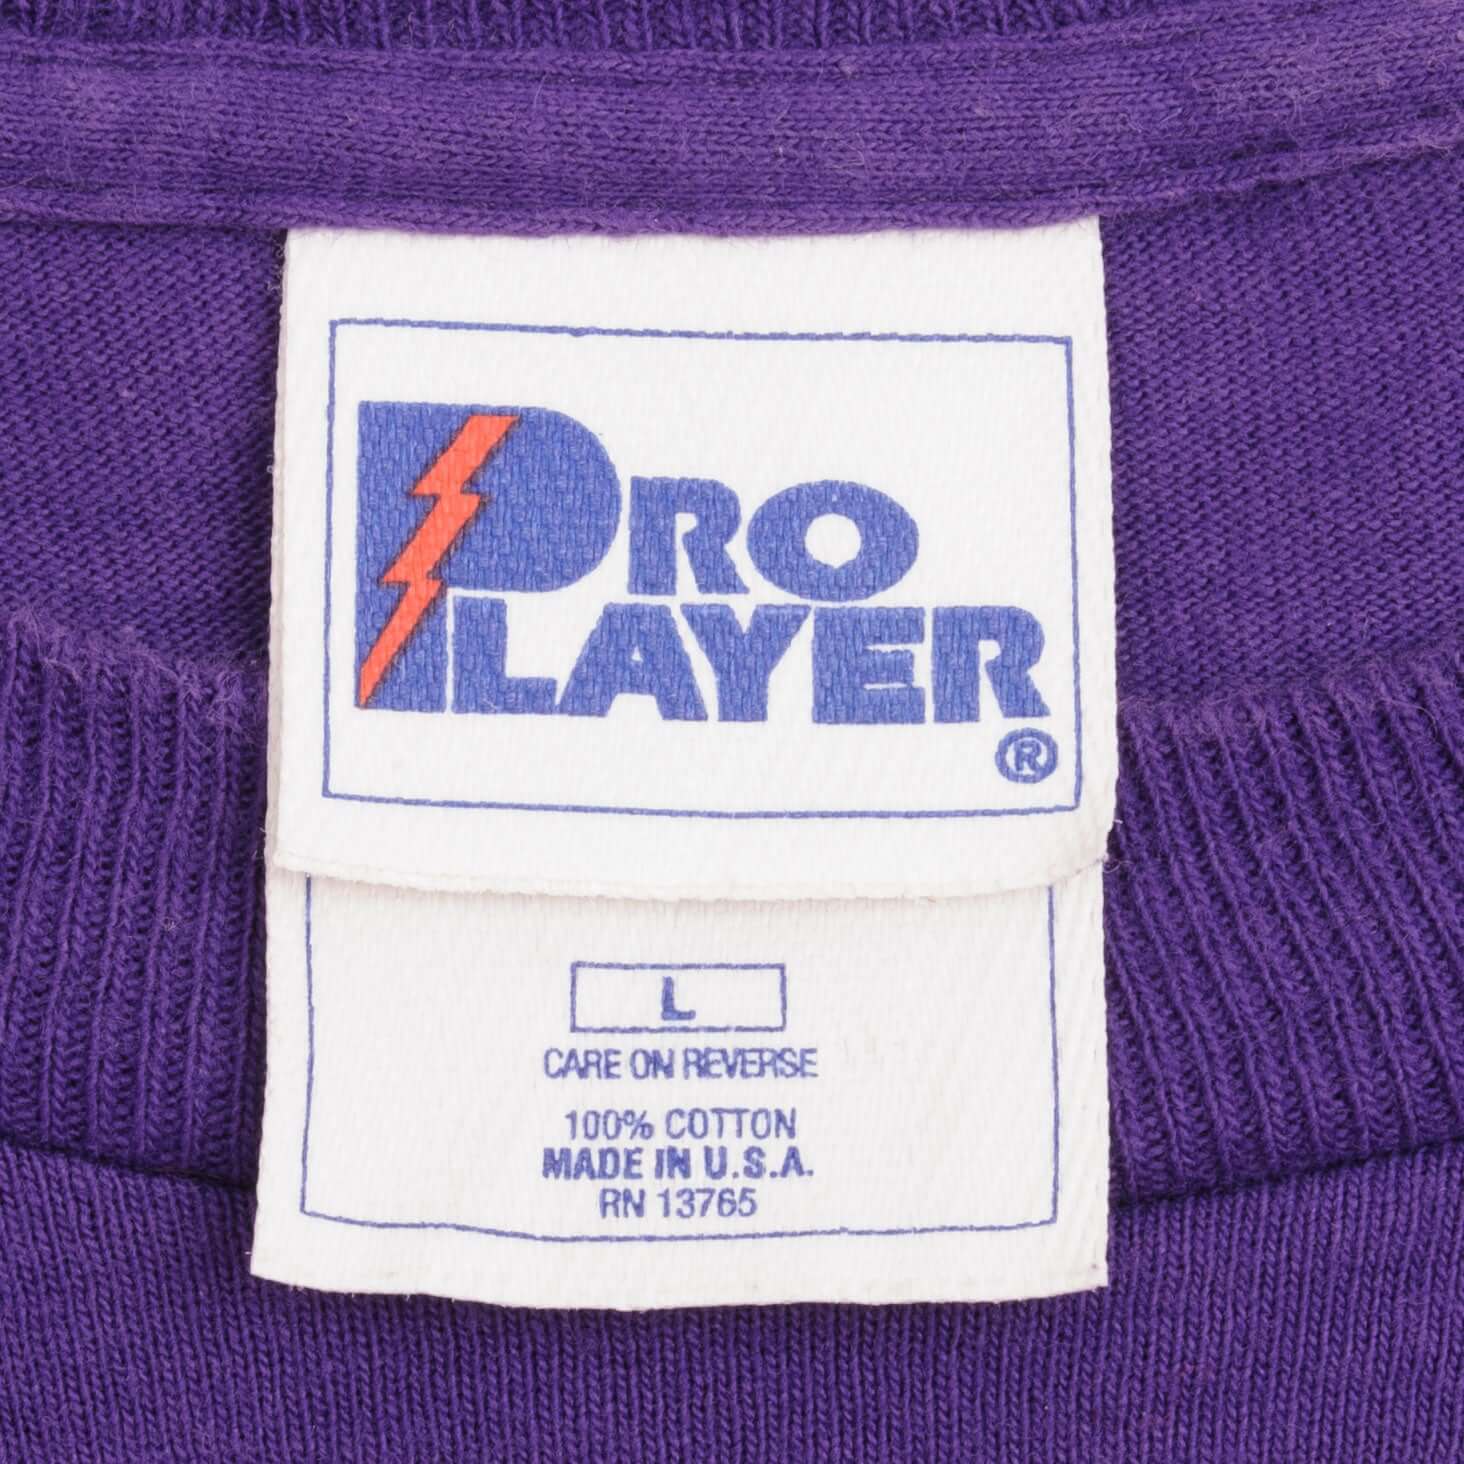 PRO
PLAYER
®
L
CARE ON REVERSE
100% COTTON
MADE IN U.S.A.
RN 13765